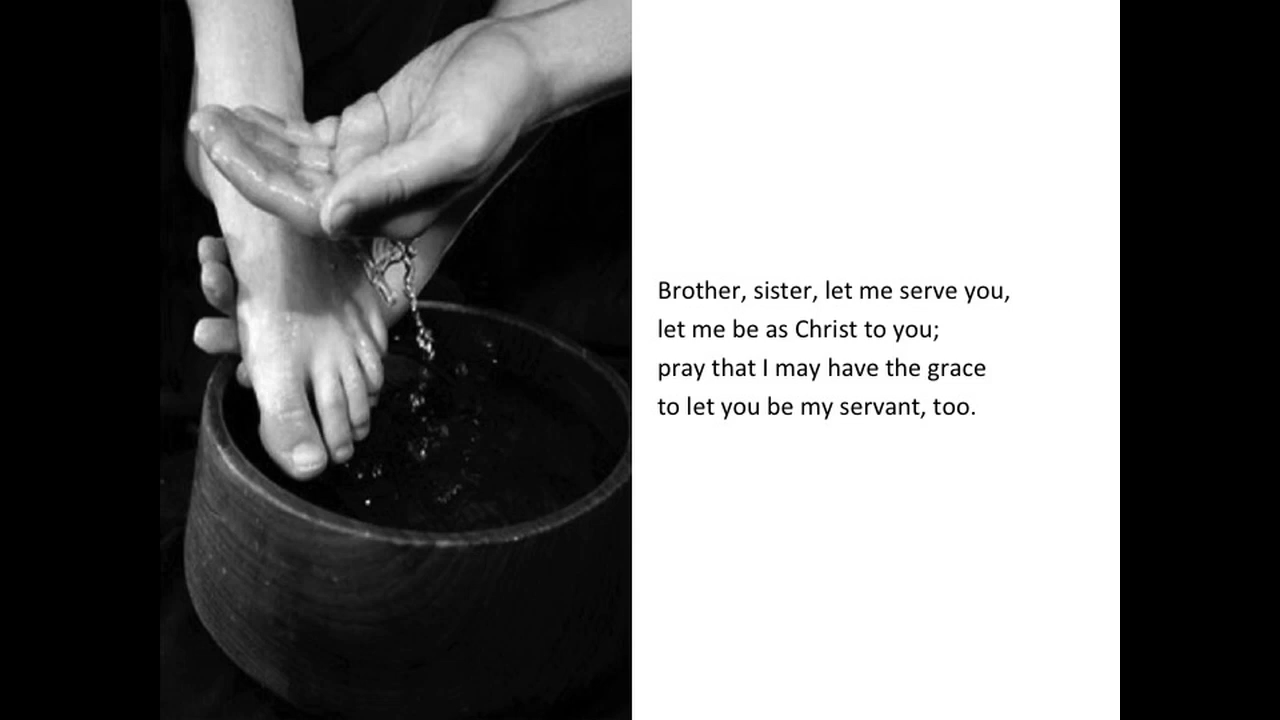 Brother, sister, let me serve you,
let me be as Christ to you;
pray that I may have the grace
to let you be my servant, too.